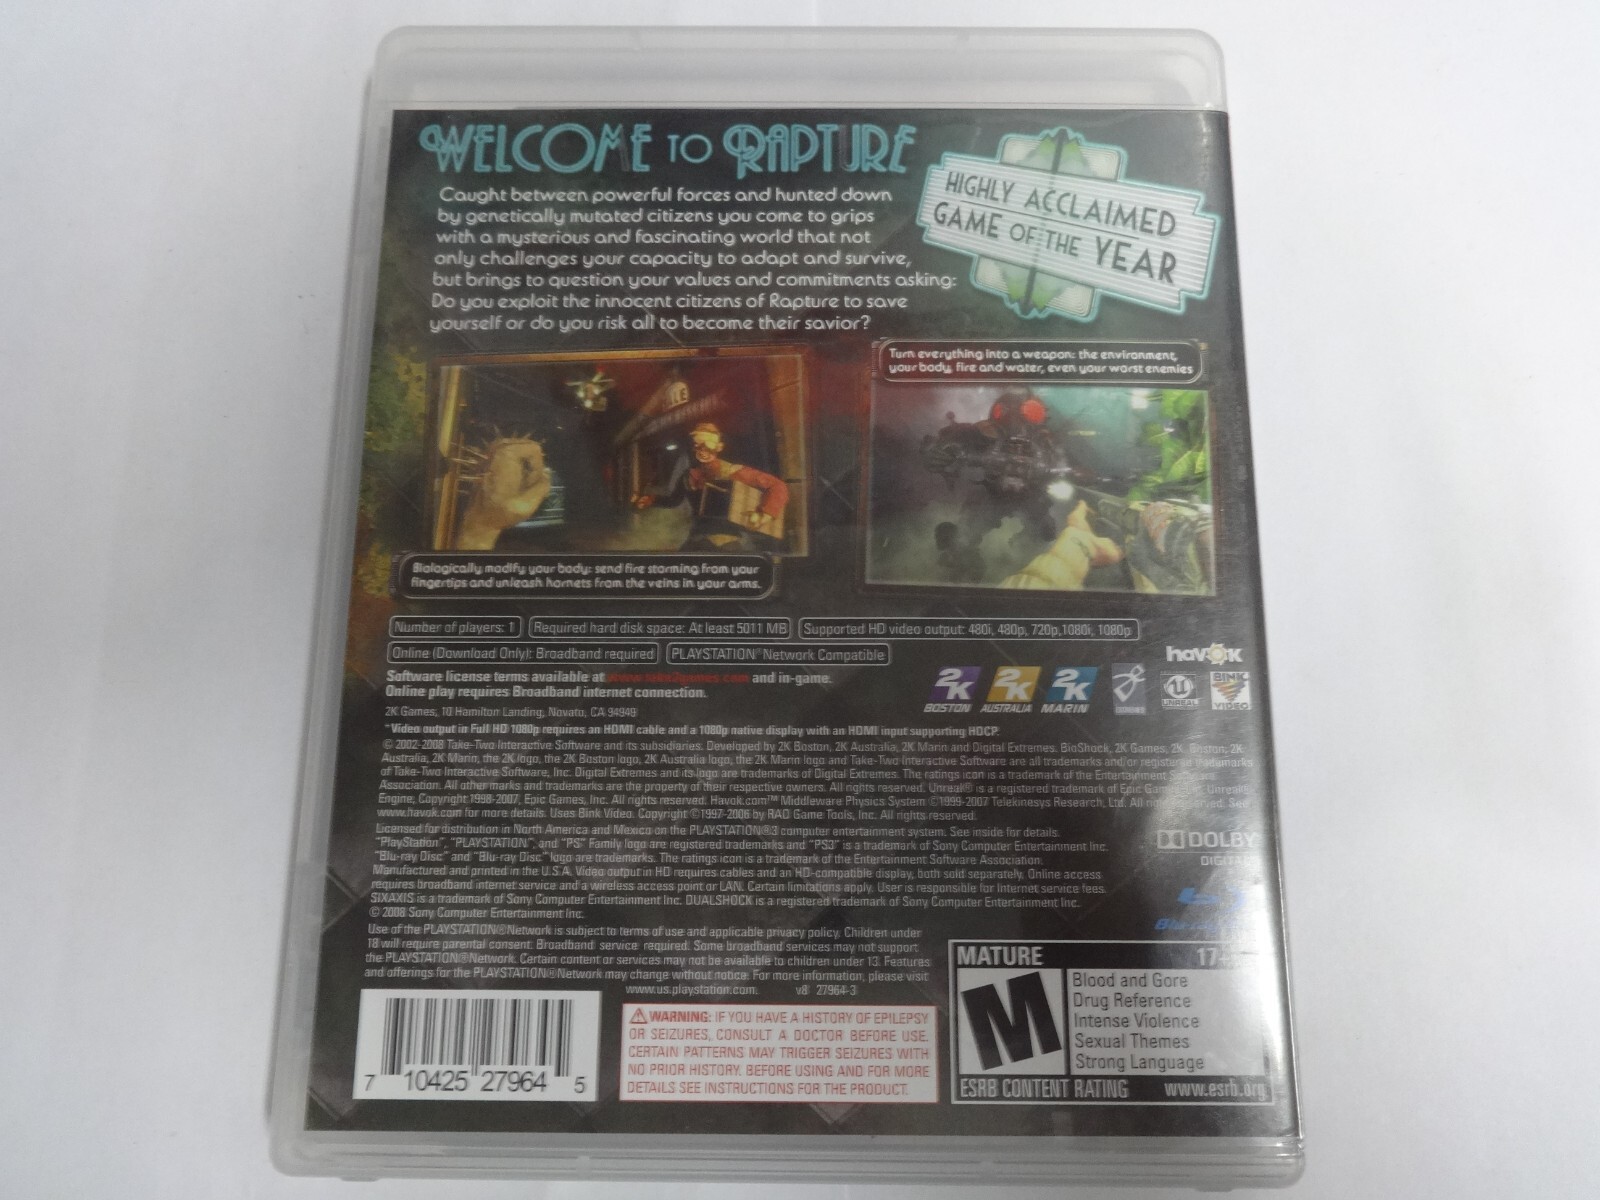 WELCOME TO RAPTURE
Caught between powerful forces and hunted down
by genetically mutated citizens you come to grips
with a mysterious and fascinating world that not
only challenges your capacity to adapt and survive,
but brings to question your values and commitments asking:
Do you exploit the innocent citizens of Rapture to save
yourself or do you risk all to become their savior?
HIGHLY ACCLAIMED
GAME OF THE YEAR
Turn everything into a weapon: the environment,
your body, fire and water, even your worst enemies
Biologically modify your body: send fire storming from your
fingertips and unleash hornets from the veins in your arms.
Number of players: 1 Required hard disk space: At least 5011 MB Supported HD video output: 480i, 480p, 720p,1080i, 1080p
Online (Download Only): Broadband required PLAYSTATION® Network Compatible
Software license terms available at www.take2games.com and in-game.
Online play requires Broadband internet connection.
havok
2K BOSTON 2K AUSTRALIA 2K MARIN UNREAL BINK VIDEO
2K Games, 10 Hamilton Landing, Novato, CA 94949
*Video output in Full HD 1080p requires an HDMI cable and a 1080p native display with an HDMI input supporting HDCP.
© 2002-2008 Take-Two Interactive Software and its subsidiaries. Developed by 2K Boston, 2K Australia, 2K Marin and Digital Extremes. BioShock, 2K Games, 2K, Boston, 2K
Australia, 2K Marin, the 2K logo, the 2K Boston logo, 2K Australia logo, the 2K Marin logo and Take-Two Interactive Software are all trademarks and/or registered trademarks
of Take-Two Interactive Software, Inc. Digital Extremes and its logo are trademarks of Digital Extremes. The ratings icon is a trademark of the Entertainment Software
Association. All other marks and trademarks are the property of their respective owners. All rights reserved. Unreal® is a registered trademark of Epic Games, Inc. Unreal®
Engine, Copyright 1998-2007, Epic Games, Inc. All rights reserved. Havok.com™ Middleware Physics System ©1999-2007 Telekinesys Research, Ltd. All rights reserved. See
www.havok.com for more details. Uses Bink Video. Copyright ©1997-2006 by RAD Game Tools, Inc. All rights reserved.
Licensed for distribution in North America and Mexico on the PLAYSTATION®3 computer entertainment system. See inside for details.
"PlayStation", "PLAYSTATION", and "PS" Family logo are registered trademarks and "PS3" is a trademark of Sony Computer Entertainment Inc.
"Blu-ray Disc" and "Blu-ray Disc" logo are trademarks. The ratings icon is a trademark of the Entertainment Software Association.
Manufactured and printed in the U.S.A. Video output in HD requires cables and an HD-compatible display, both sold separately. Online access
requires broadband internet service and a wireless access point or LAN. Certain limitations apply. User is responsible for Internet service fees.
SIXAXIS is a trademark of Sony Computer Entertainment Inc. DUALSHOCK is a registered trademark of Sony Computer Entertainment Inc.
© 2008 Sony Computer Entertainment Inc.
DOLBY
DIGITAL
Use of the PLAYSTATION®Network is subject to terms of use and applicable privacy policy. Children under
18 will require parental consent. Broadband service required. Some broadband services may not support
the PLAYSTATION®Network. Certain content or services may not be available to children under 13. Features
and offerings for the PLAYSTATION®Network may change without notice. For more information, please visit
www.us.playstation.com. v8 27964-3
7 10425 27964 5
WARNING: IF YOU HAVE A HISTORY OF EPILEPSY
OR SEIZURES, CONSULT A DOCTOR BEFORE USE.
CERTAIN PATTERNS MAY TRIGGER SEIZURES WITH
NO PRIOR HISTORY. BEFORE USING AND FOR MORE
DETAILS SEE INSTRUCTIONS FOR THE PRODUCT.
MATURE 17+
M
Blood and Gore
Drug Reference
Intense Violence
Sexual Themes
Strong Language
ESRB CONTENT RATING www.esrb.org